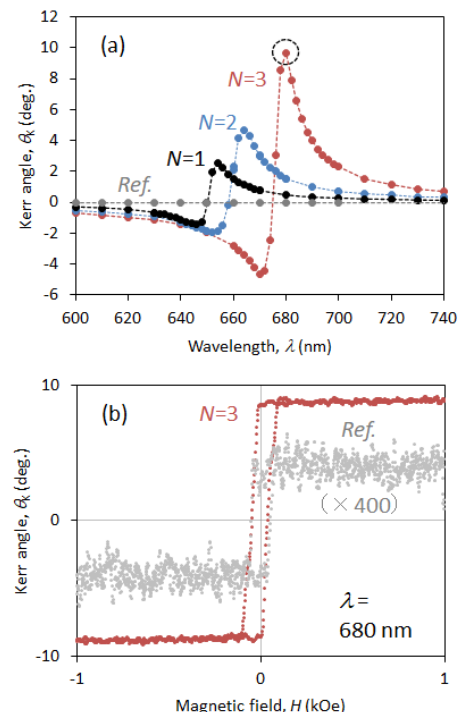 12
(a)
10
8
N=3
6
N=2
4
N=1
2
Ref.
0
-2
-4
-6
600 620 640 660 680 700 720 740
Kerr angle, θk (deg.)
Wavelength, λ (nm)
10
(b)
N=3
Ref.
(×400)
0
λ =
680 nm
-10
-1 0 1
Kerr angle, θk (deg.)
Magnetic field, H (kOe)